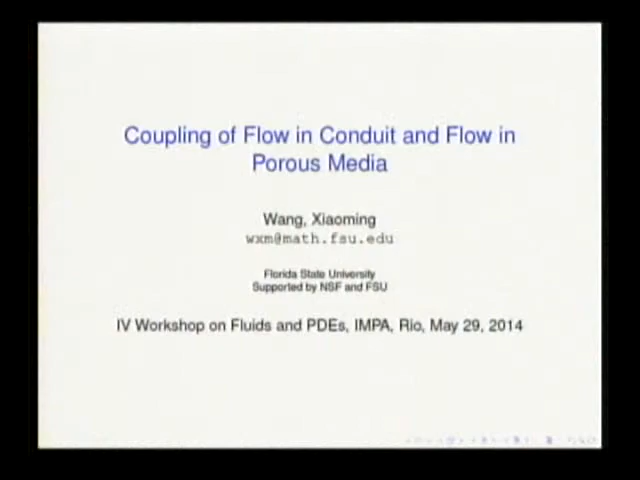 Coupling of Flow in Conduit and Flow in
Porous Media
Wang, Xiaoming
wxm@math.fsu.edu
Florida State University
Supported by NSF and FSU
IV Workshop on Fluids and PDEs, IMPA, Rio, May 29, 2014